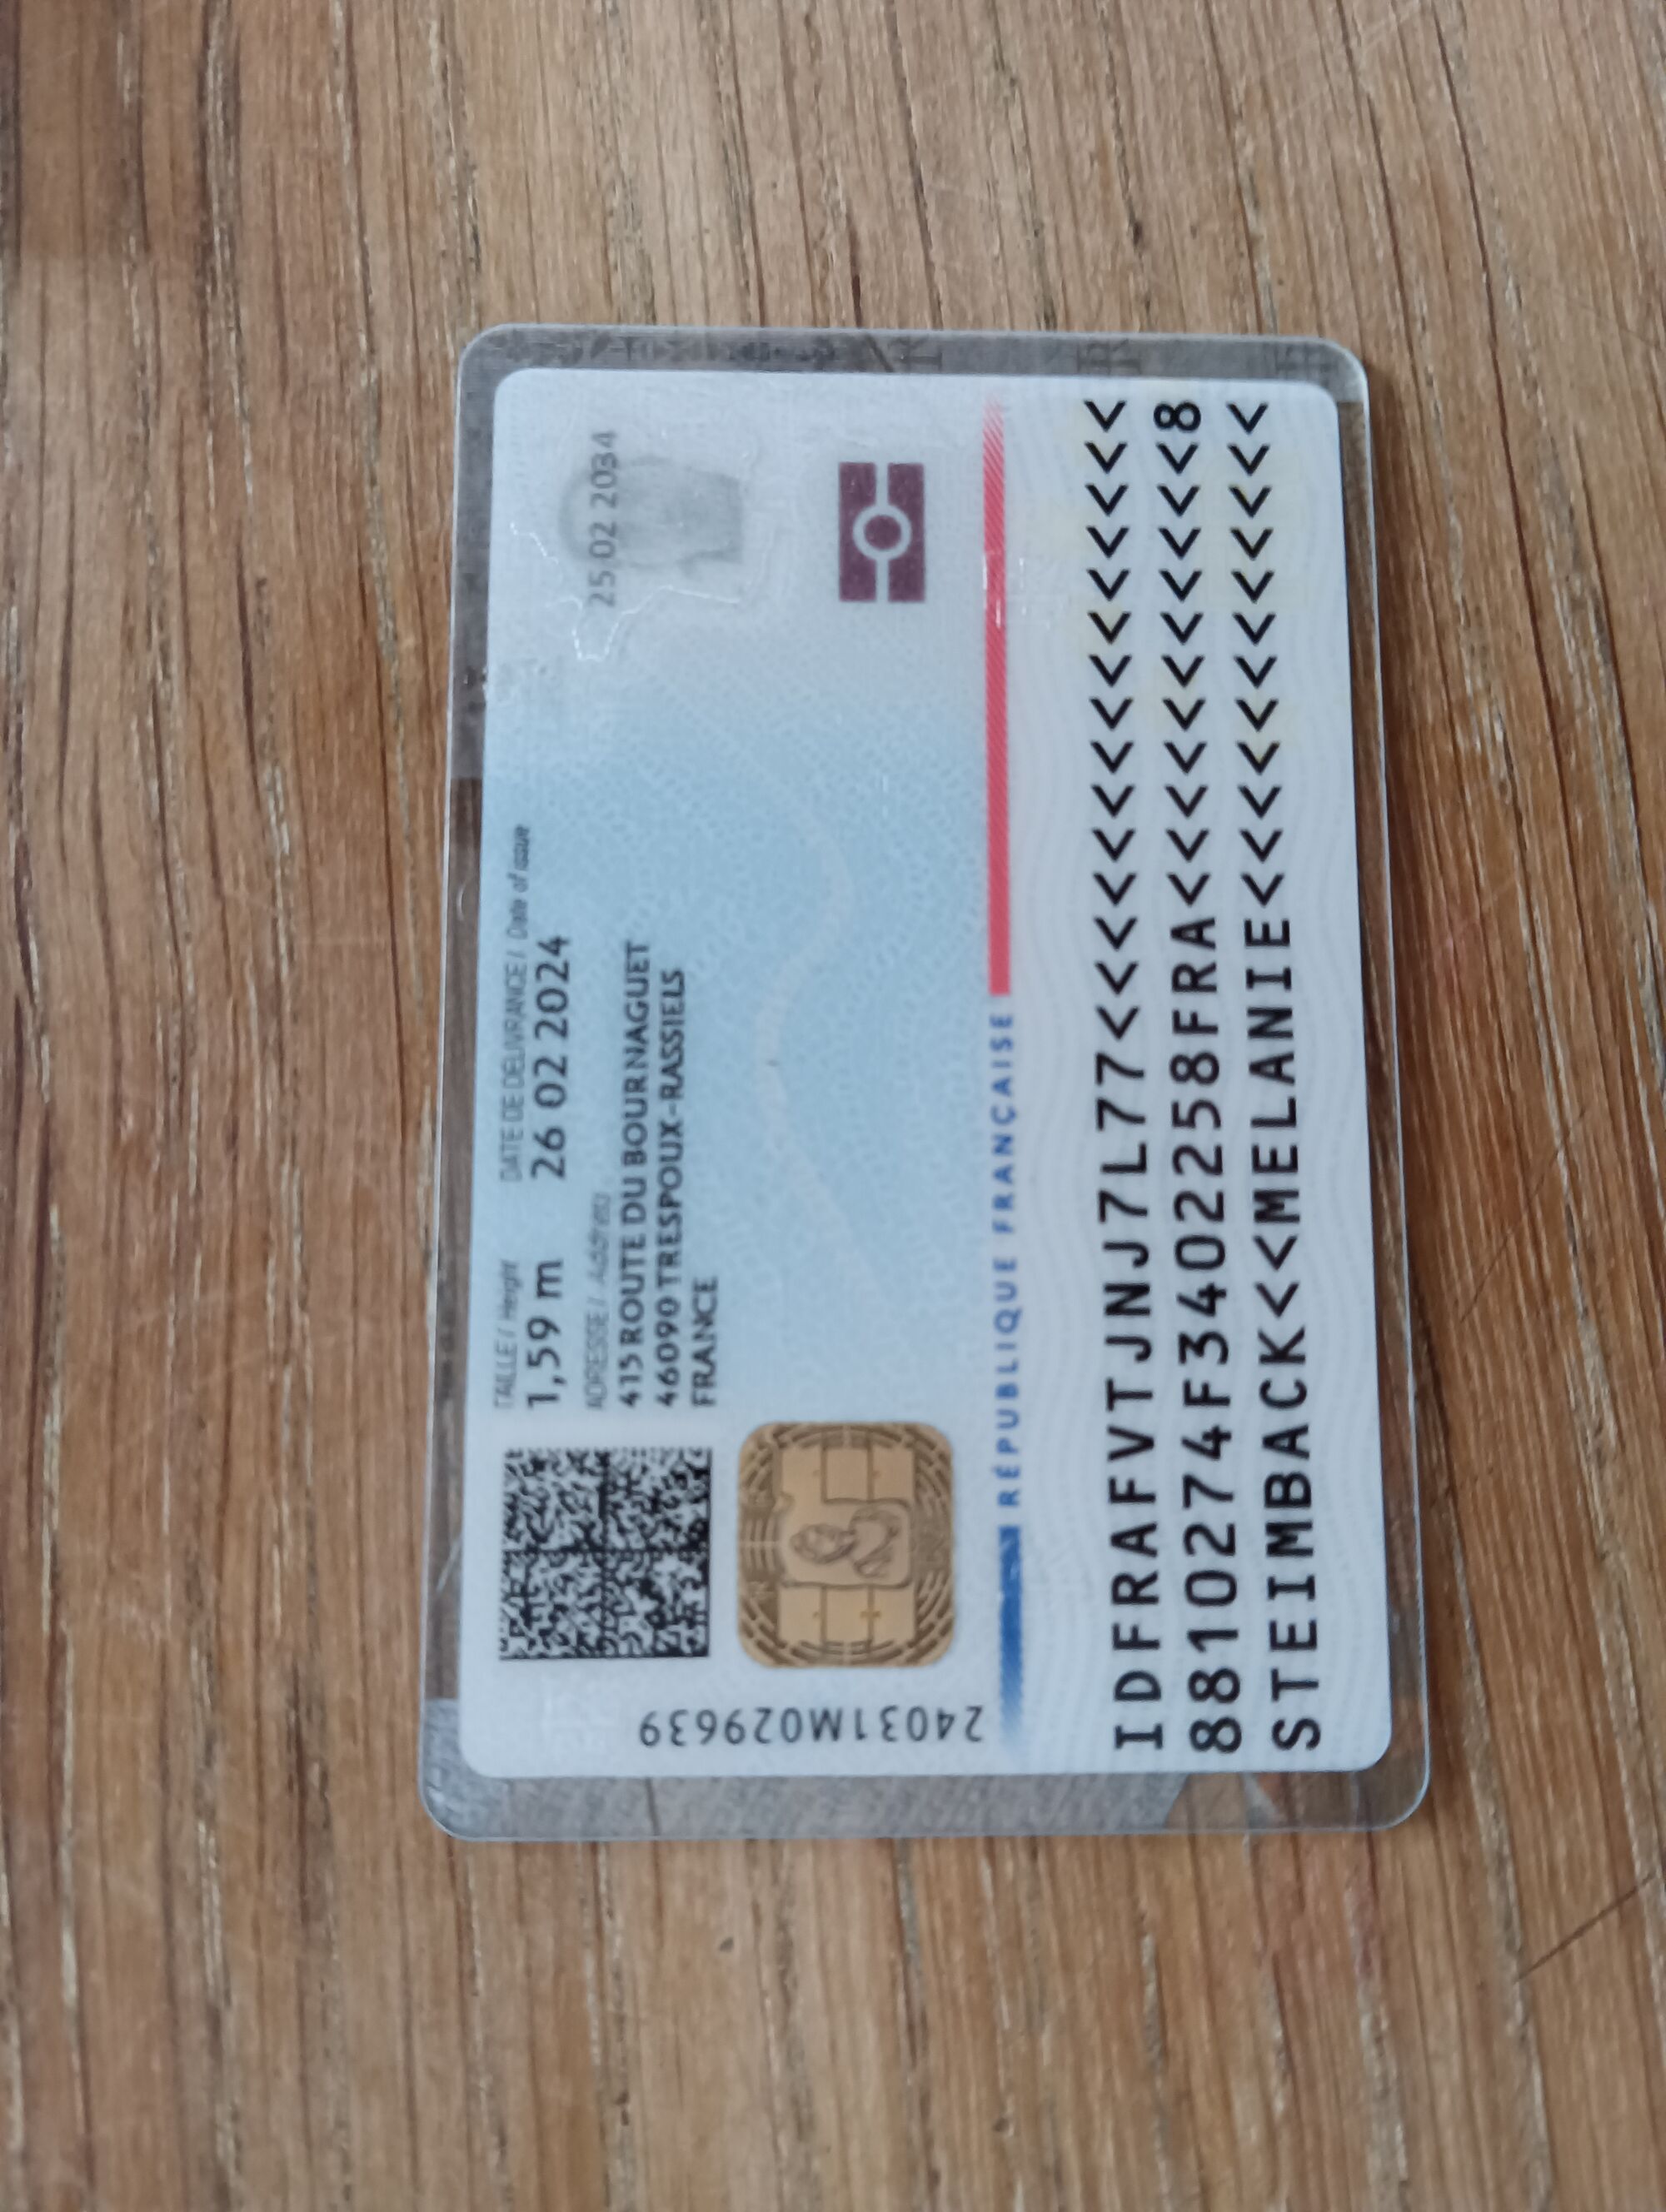 TAILLE / Height
DATE DE DÉLIVRANCE / Date of issue
1,59 m
26 02 2024
25 02 2034
ADRESSE / Address
415 ROUTE DU BOURNAGUET
46090 TRESPOUX-RASSIELS
FRANCE
24031M029639
RÉPUBLIQUE FRANÇAISE
IDFRAFVTJNJ7L77<<<<<<<<<<<<<<<
8810274F3402258FRA<<<<<<<<<<<8
STEIMBACK<<MELANIE<<<<<<<<<<<<